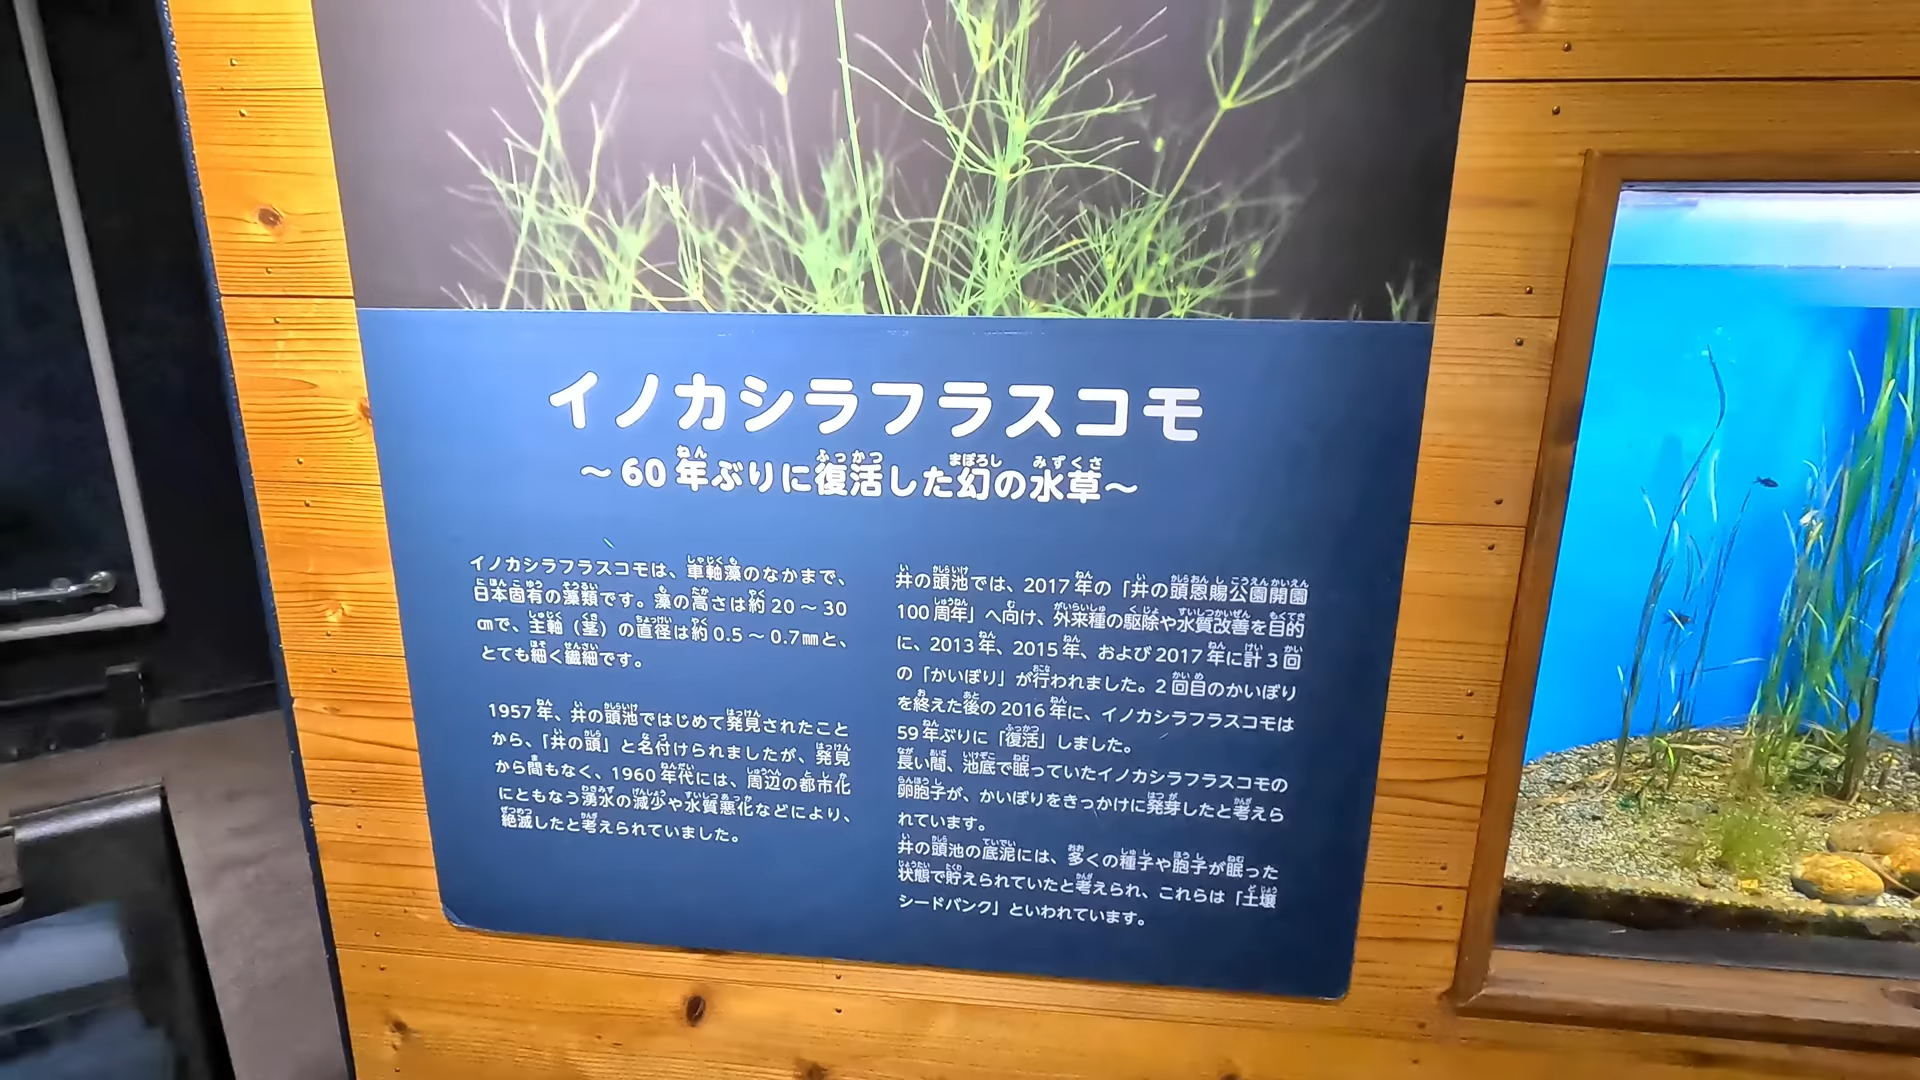 イノカシラフラスコモ
～60年ぶりに復活した幻の水草～
イノカシラフラスコモは、車軸藻のなかまで、
日本固有の藻類です。藻の高さは約20～30
㎝で、主軸（茎）の直径は約0.5～0.7㎜と、
とても細く繊細です。
1957年、井の頭池ではじめて発見されたこと
から、「井の頭」と名付けられましたが、発見
から間もなく、1960年代には、周辺の都市化
にともなう湧水の減少や水質悪化などにより、
絶滅したと考えられていました。
井の頭池では、2017年の「井の頭恩賜公園開園
100周年」へ向け、外来種の駆除や水質改善を目的
に、2013年、2015年、および2017年に計3回
の「かいぼり」が行われました。2回目のかいぼり
を終えた後の2016年に、イノカシラフラスコモは
59年ぶりに「復活」しました。
長い間、池底で眠っていたイノカシラフラスコモの
卵胞子が、かいぼりをきっかけに発芽したと考えら
れています。
井の頭池の底泥には、多くの種子や胞子が眠った
状態で貯えられていたと考えられ、これらは「土壌
シードバンク」といわれています。